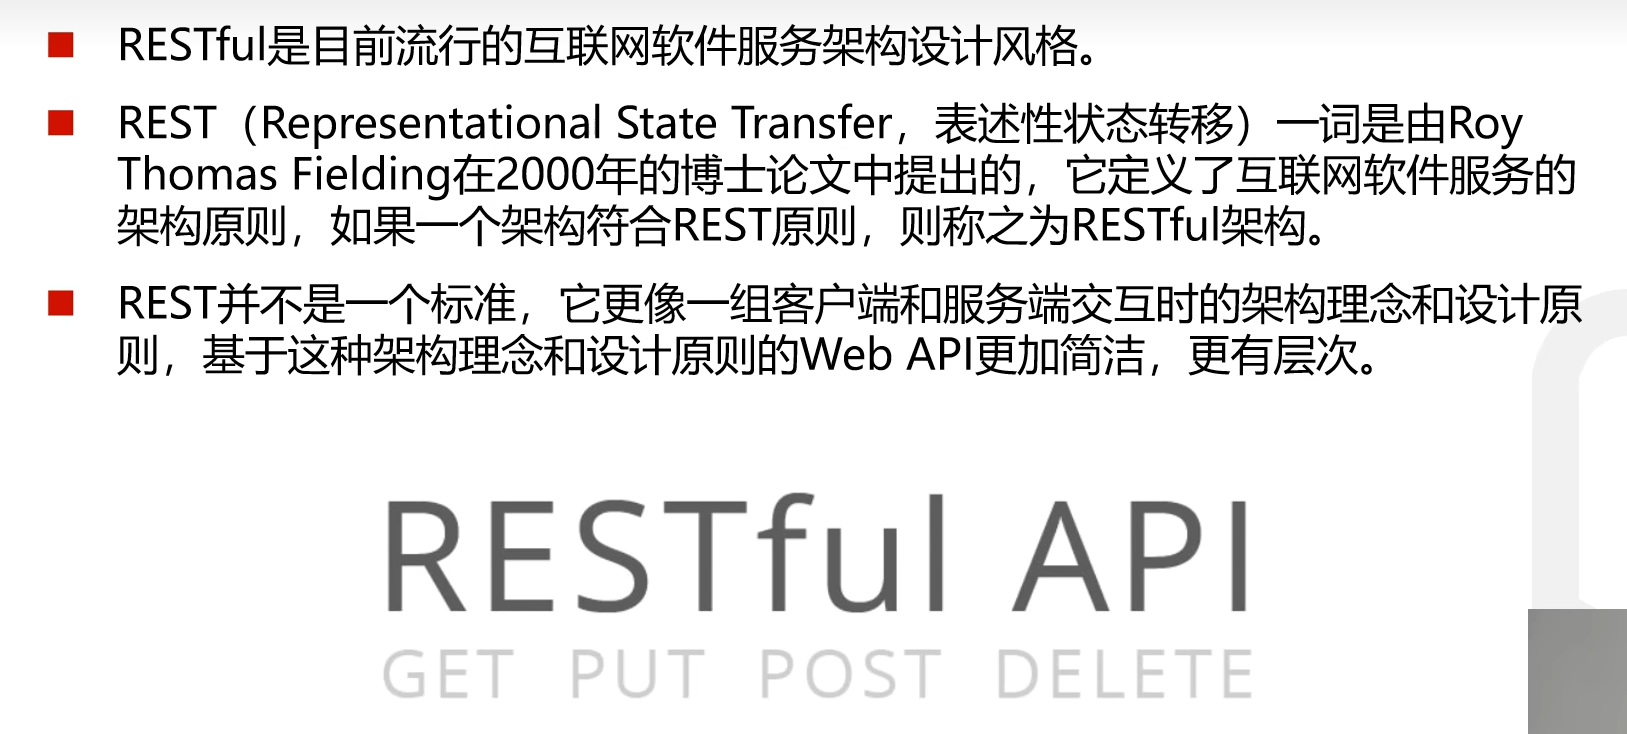 RESTful是目前流行的互联网软件服务架构设计风格。
REST（Representational State Transfer，表述性状态转移）一词是由Roy
Thomas Fielding在2000年的博士论文中提出的，它定义了互联网软件服务的
架构原则，如果一个架构符合REST原则，则称之为RESTful架构。
REST并不是一个标准，它更像一组客户端和服务端交互时的架构理念和设计原
则，基于这种架构理念和设计原则的Web API更加简洁，更有层次。
RESTful API
GET PUT POST DELETE